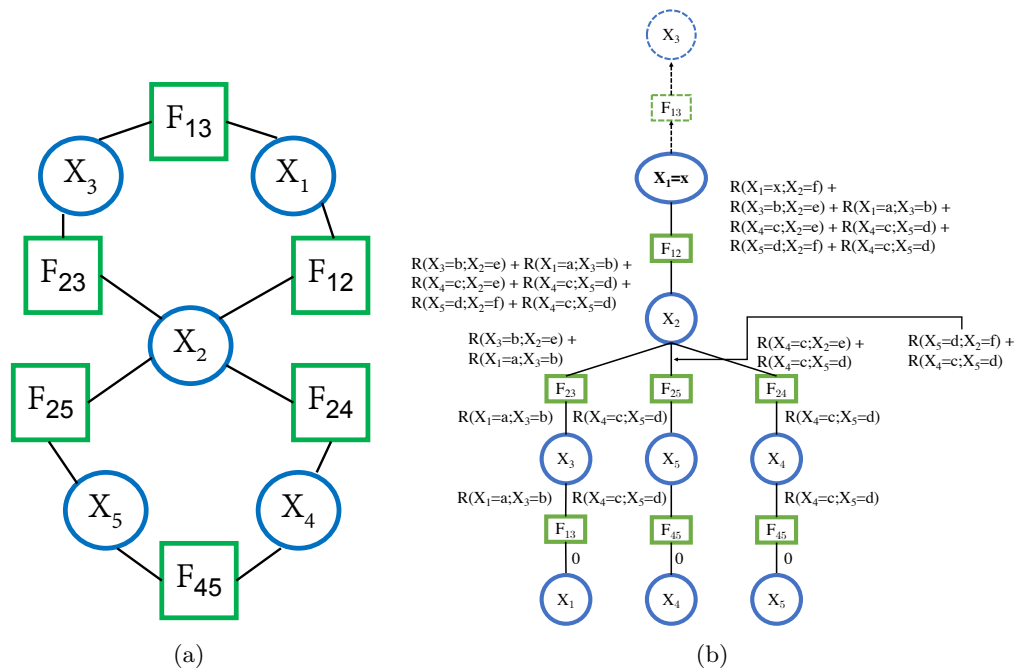 F13
X3
X1
F23
F12
X2
F25
F24
X5
X4
F45
(a)
X3
F13
X1=x
R(X1=x;X2=f) +
R(X3=b;X2=e) + R(X1=a;X3=b) +
R(X4=c;X2=e) + R(X4=c;X5=d) +
R(X5=d;X2=f) + R(X4=c;X5=d)
F12
R(X3=b;X2=e) + R(X1=a;X3=b) +
R(X4=c;X2=e) + R(X4=c;X5=d) +
R(X5=d;X2=f) + R(X4=c;X5=d)
X2
R(X3=b;X2=e) +
R(X1=a;X3=b)
R(X4=c;X2=e) +
R(X4=c;X5=d)
R(X5=d;X2=f) +
R(X4=c;X5=d)
F23
F25
F24
R(X1=a;X3=b)
R(X4=c;X5=d)
R(X4=c;X5=d)
X3
X5
X4
R(X1=a;X3=b)
R(X4=c;X5=d)
R(X4=c;X5=d)
F13
F45
F45
0
0
0
X1
X4
X5
(b)